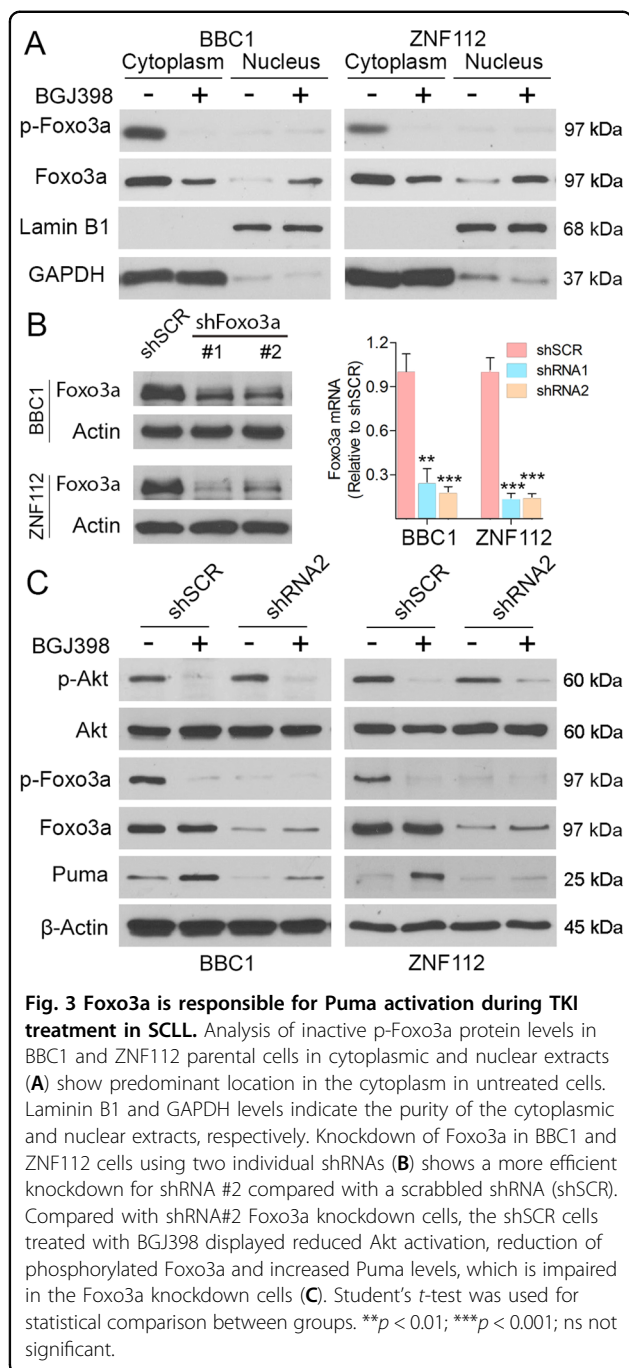 A
BBC1 ZNF112
Cytoplasm Nucleus Cytoplasm Nucleus
BGJ398 - + - + - + - +
p-Foxo3a 97 kDa
Foxo3a 97 kDa
Lamin B1 68 kDa
GAPDH 37 kDa
B
shSCR shFoxo3a
#1 #2
BBC1 Foxo3a
Actin
ZNF112 Foxo3a
Actin
Foxo3a mRNA
(Relative to shSCR)
1.2
0.9
0.6
0.3
shSCR
shRNA1
shRNA2
** *** *** ***
BBC1 ZNF112
C
shSCR shRNA2 shSCR shRNA2
BGJ398 - + - + - + - +
p-Akt 60 kDa
Akt 60 kDa
p-Foxo3a 97 kDa
Foxo3a 97 kDa
Puma 25 kDa
β-Actin 45 kDa
BBC1 ZNF112
Fig. 3 Foxo3a is responsible for Puma activation during TKI
treatment in SCLL. Analysis of inactive p-Foxo3a protein levels in
BBC1 and ZNF112 parental cells in cytoplasmic and nuclear extracts
(A) show predominant location in the cytoplasm in untreated cells.
Laminin B1 and GAPDH levels indicate the purity of the cytoplasmic
and nuclear extracts, respectively. Knockdown of Foxo3a in BBC1 and
ZNF112 cells using two individual shRNAs (B) shows a more efficient
knockdown for shRNA #2 compared with a scrabbled shRNA (shSCR).
Compared with shRNA#2 Foxo3a knockdown cells, the shSCR cells
treated with BGJ398 displayed reduced Akt activation, reduction of
phosphorylated Foxo3a and increased Puma levels, which is impaired
in the Foxo3a knockdown cells (C). Student's t-test was used for
statistical comparison between groups. **p < 0.01; ***p < 0.001; ns not
significant.